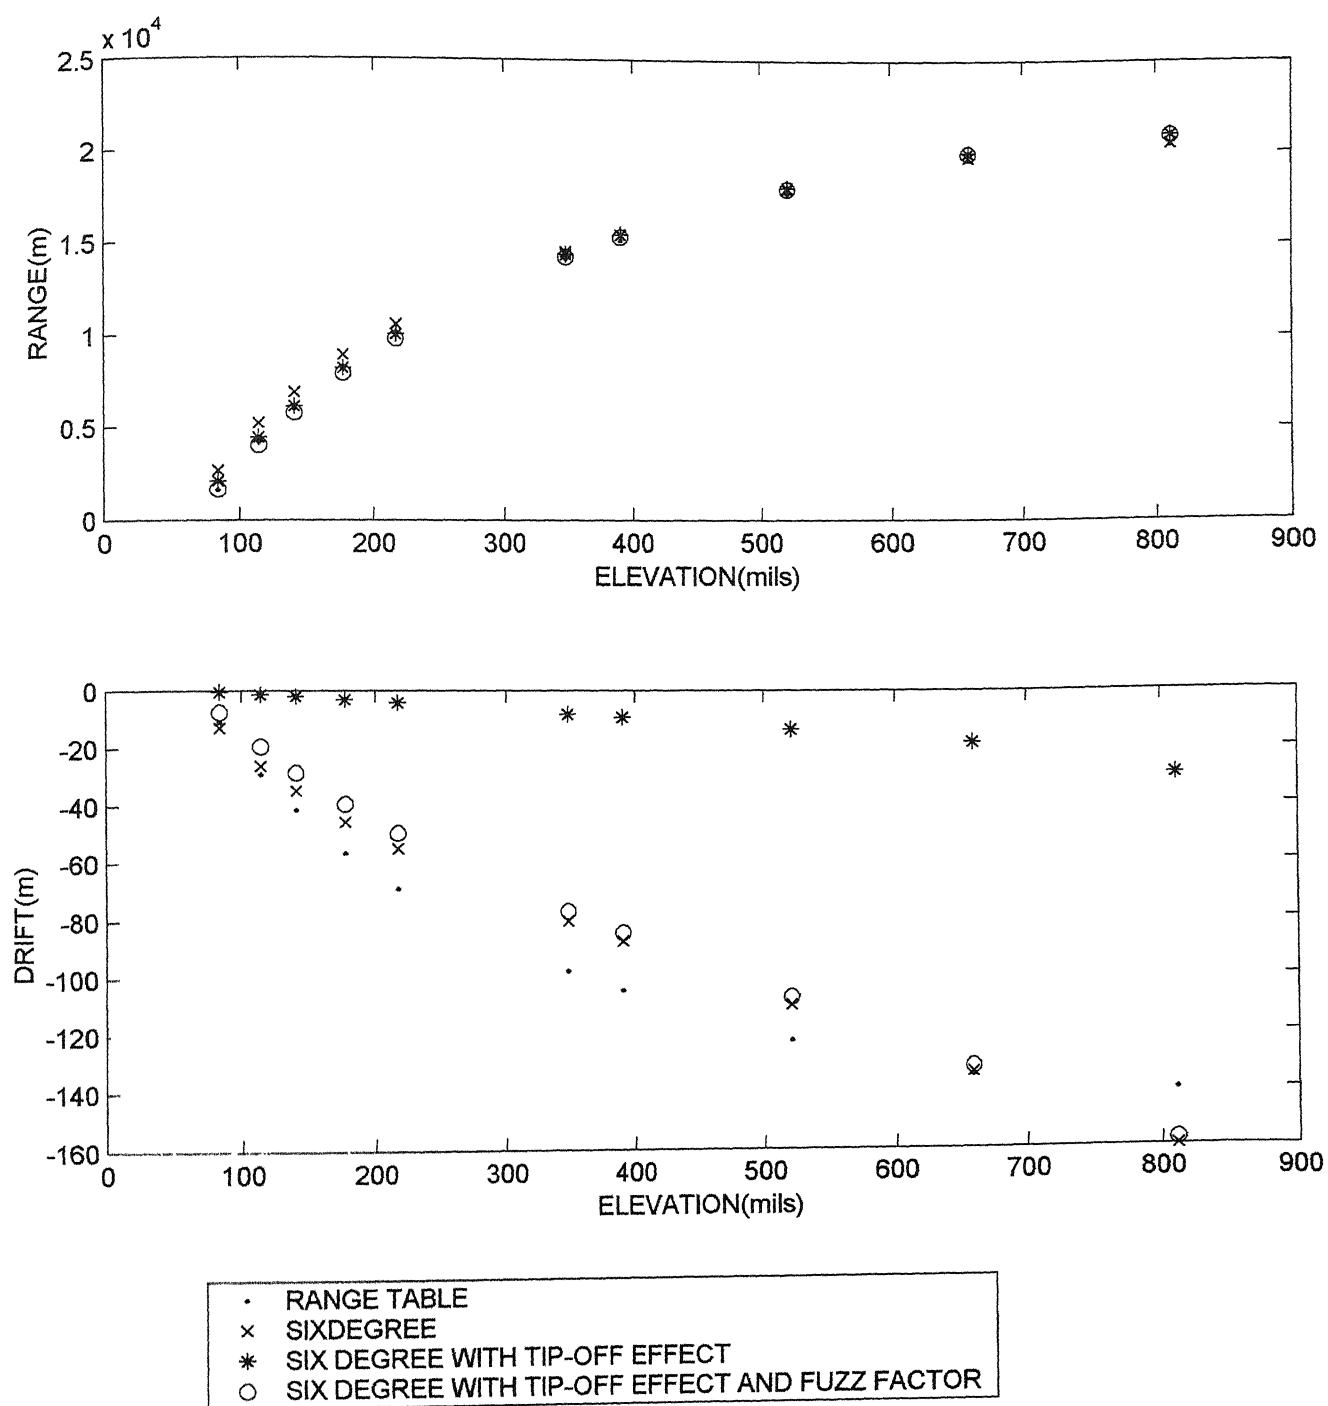 x 10^4
2.5
2
1.5
1
0.5
0
RANGE(m)
0 100 200 300 400 500 600 700 800 900
ELEVATION(mils)
0
-20
-40
-60
-80
-100
-120
-140
-160
DRIFT(m)
0 100 200 300 400 500 600 700 800 900
ELEVATION(mils)
RANGE TABLE
SIXDEGREE
SIX DEGREE WITH TIP-OFF EFFECT
SIX DEGREE WITH TIP-OFF EFFECT AND FUZZ FACTOR